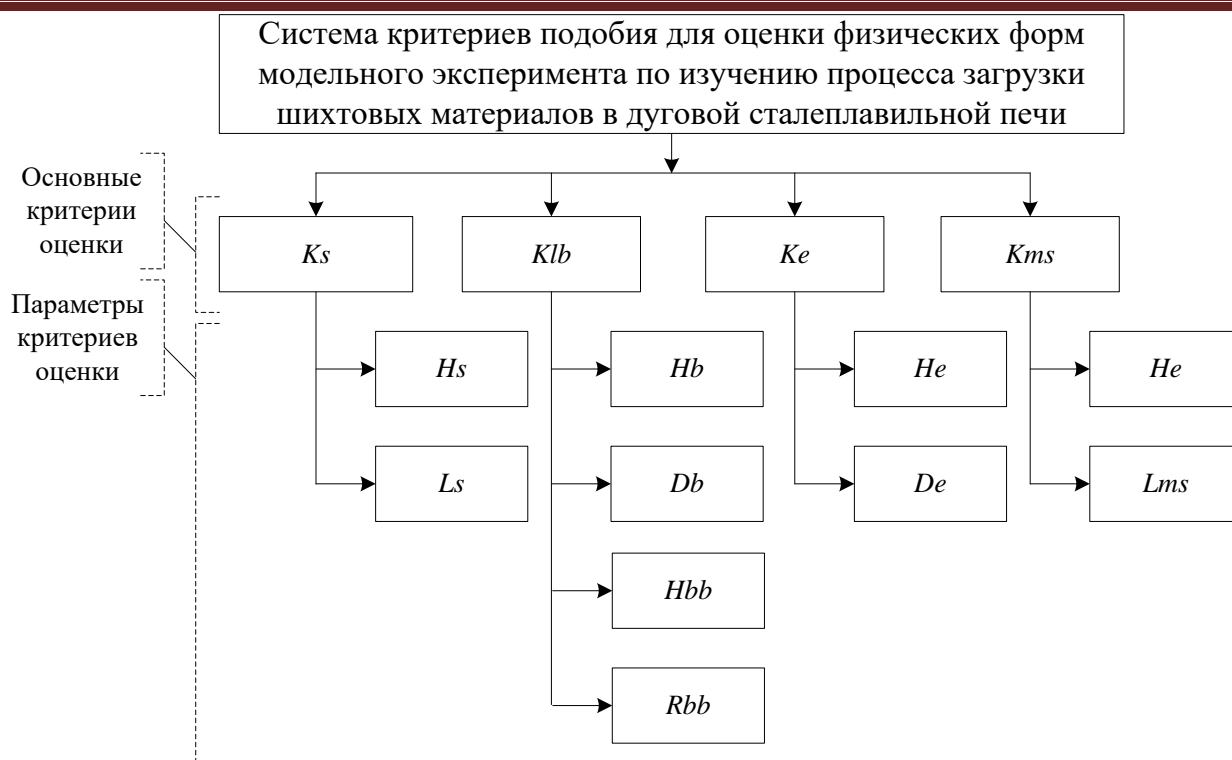 Система критериев подобия для оценки физических форм
модельного эксперимента по изучению процесса загрузки
шихтовых материалов в дуговой сталеплавильной печи
Основные
критерии
оценки
Параметры
критериев
оценки
Ks
Klb
Ke
Kms
Hs
Hb
He
He
Ls
Db
De
Lms
Hbb
Rbb